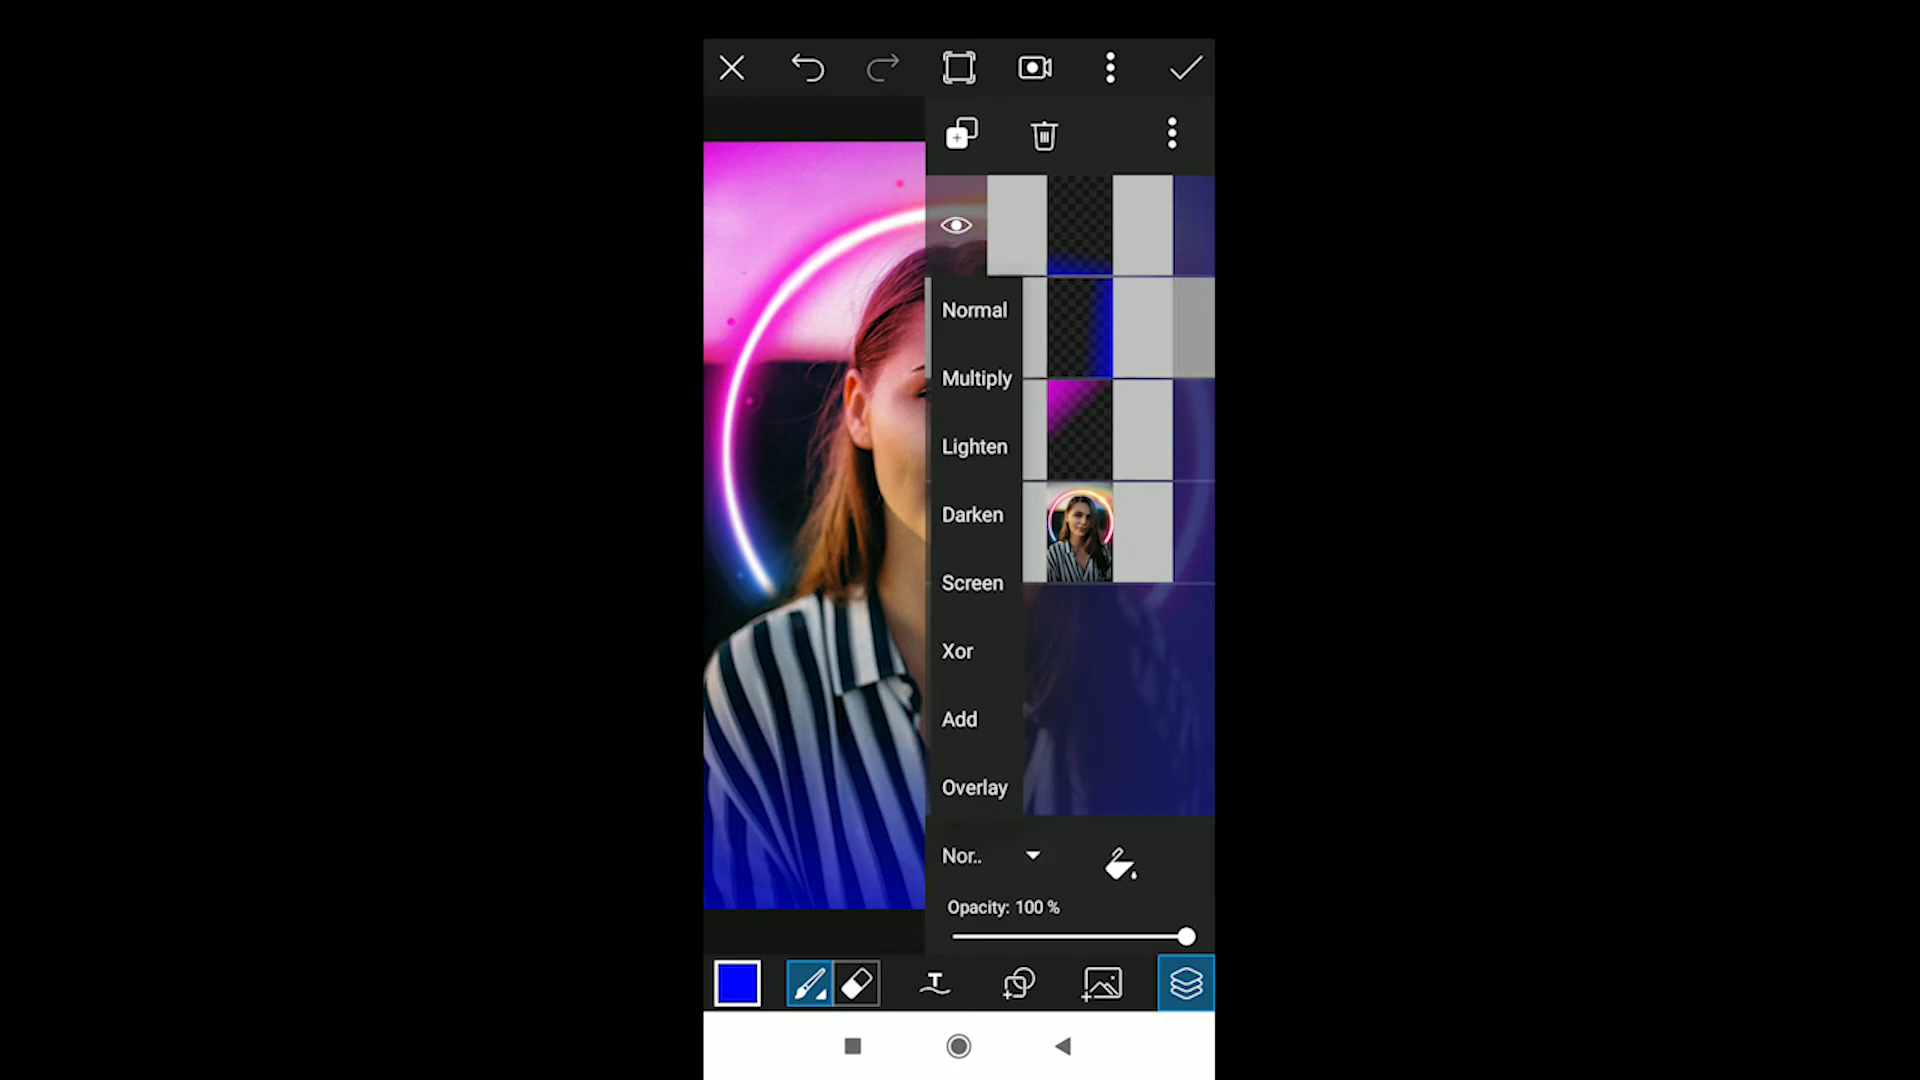 Normal
Multiply
Lighten
Darken
Screen
Xor
Add
Overlay
Nor..
Opacity: 100 %
T